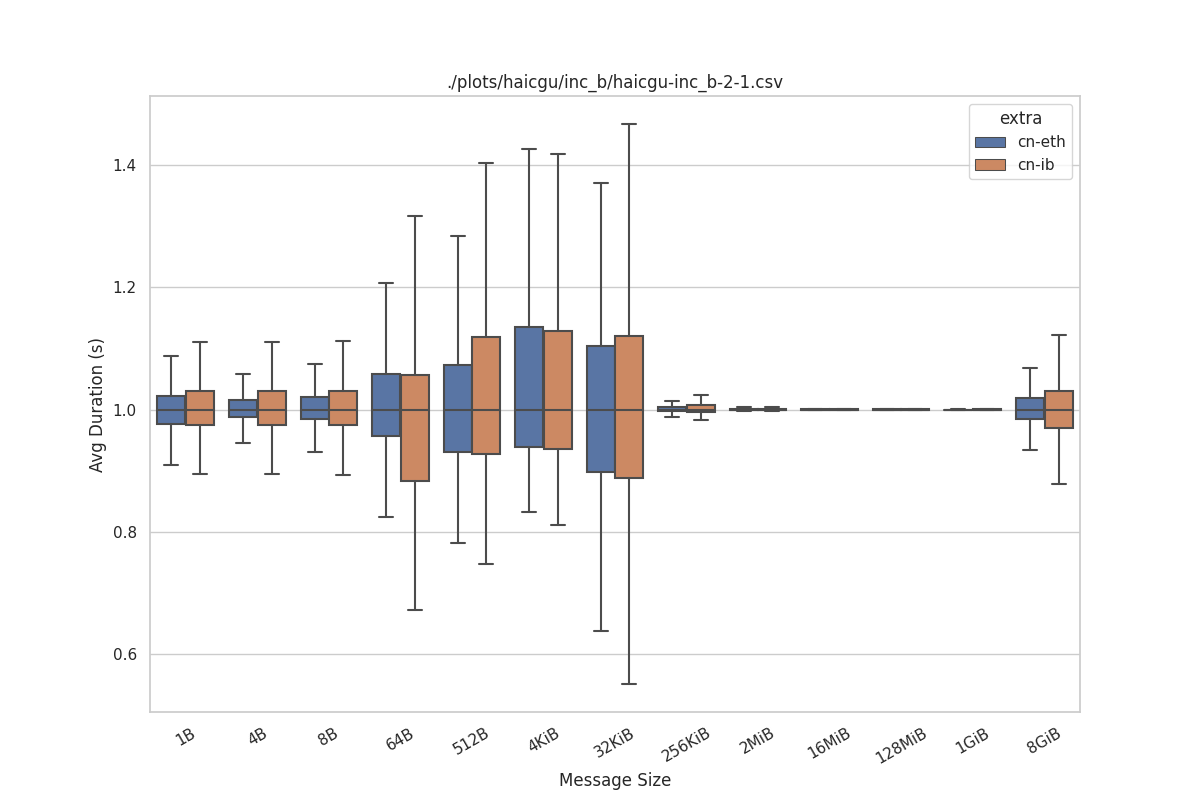 ./plots/haicgu/inc_b/haicgu-inc_b-2-1.csv
extra
cn-eth
cn-ib
Avg Duration (s)
1.4
1.2
1.0
0.8
0.6
1B 4B 8B 64B 512B 4KiB 32KiB 256KiB 2MiB 16MiB 128MiB 1GiB 8GiB
Message Size